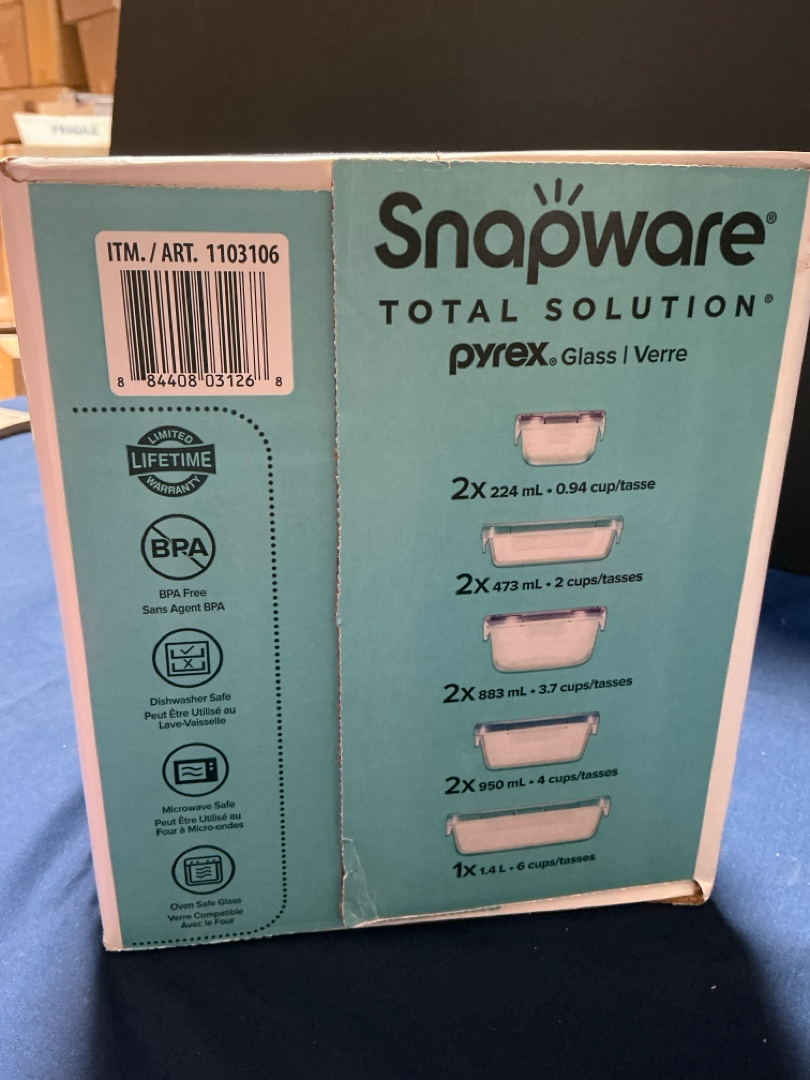 FRAGILE
ITM. / ART. 1103106
8 84408 03126 8
LIMITED
LIFETIME
WARRANTY
BPA
BPA Free
Sans Agent BPA
Dishwasher Safe
Peut Être Utilisé au
Lave-Vaisselle
Microwave Safe
Peut Être Utilisé au
Four à Micro-ondes
Oven Safe Glass
Verre Compatible
Avec le Four
Snapware®
TOTAL SOLUTION®
pyrex® Glass | Verre
2x 224 mL • 0.94 cup/tasse
2x 473 mL • 2 cups/tasses
2x 883 mL • 3.7 cups/tasses
2x 950 mL • 4 cups/tasses
1x 1.4 L • 6 cups/tasses